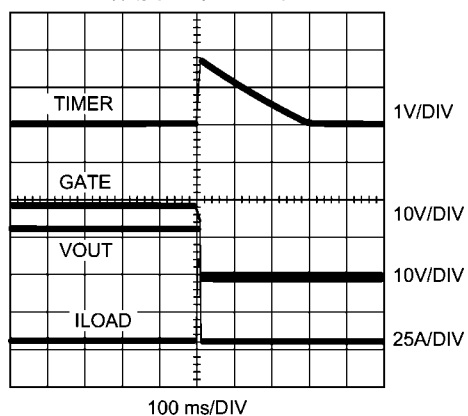 TIMER
1V/DIV
GATE
10V/DIV
VOUT
10V/DIV
ILOAD
25A/DIV
100 ms/DIV